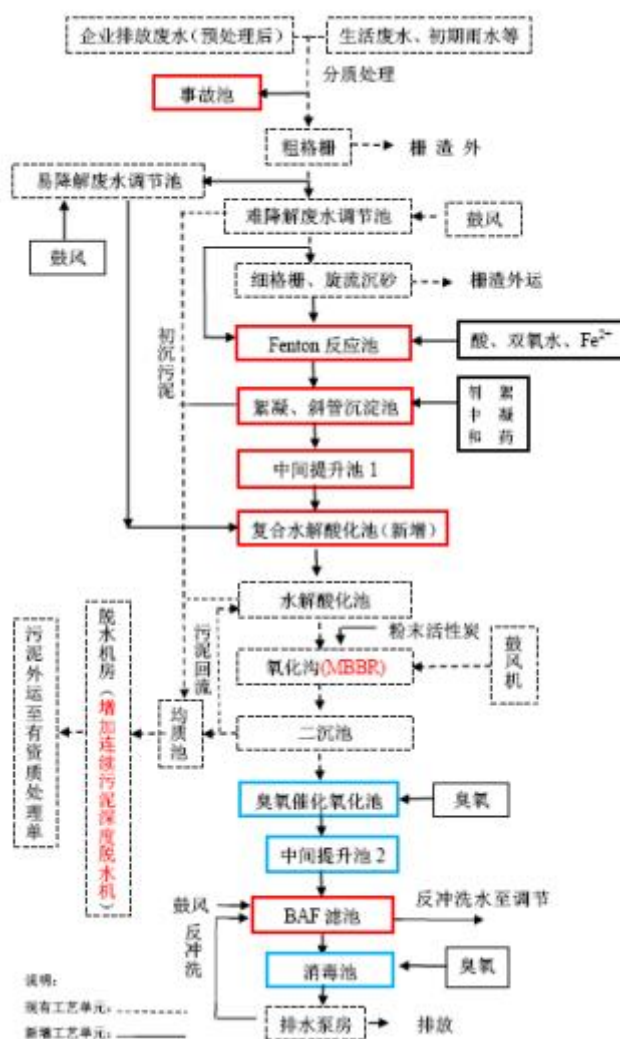 企业排放废水(预处理后)
生活废水、初期雨水等
分质处理
事故池
粗格栅
栅 渣 外
易降解废水调节池
难降解废水调节池
鼓风
鼓风
细格栅、旋流沉砂
栅渣外运
初沉污泥
Fenton 反应池
酸、双氧水、Fe²⁺
絮凝、斜管沉淀池
剂 絮
中 凝
和 药
中间提升池 1
复合水解酸化池(新增)
水解酸化池
污泥回流
粉末活性炭
氧化沟(MBBR)
鼓风机
二沉池
均质池
脱水机房(增加连续污泥深度脱水机)
污泥外运至有资质处理单
臭氧催化氧化池
臭氧
中间提升池 2
鼓风
BAF 滤池
反冲洗水至调节
反冲洗
消毒池
臭氧
排水泵房
排放
说明:
现有工艺单元:
新增工艺单元: